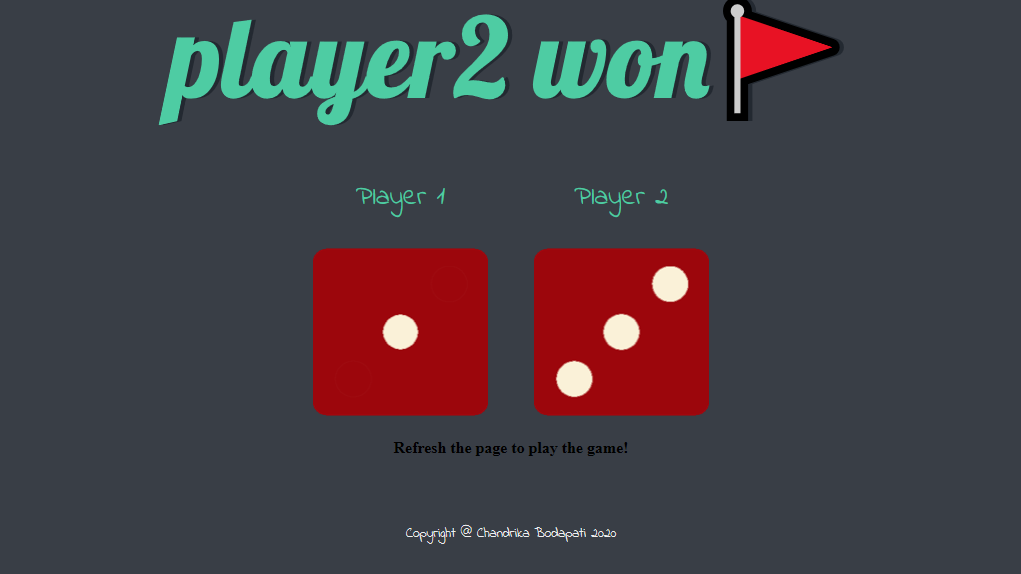 player2 won
Player 1 Player 2
Refresh the page to play the game!
Copyright @ Chandrika Bodapati 2020